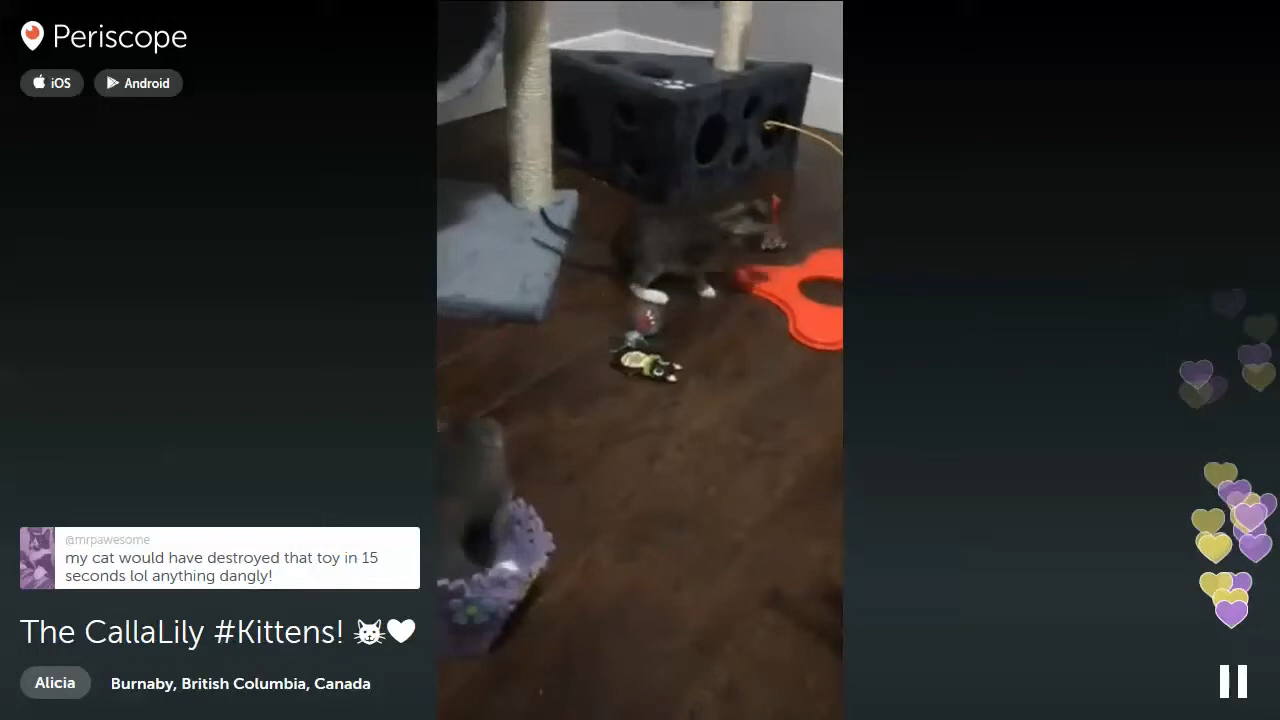 Periscope
iOS
Android
@mrpawesome
my cat would have destroyed that toy in 15
seconds lol anything dangly!
The CallaLily #Kittens! 🐱❤
Alicia
Burnaby, British Columbia, Canada